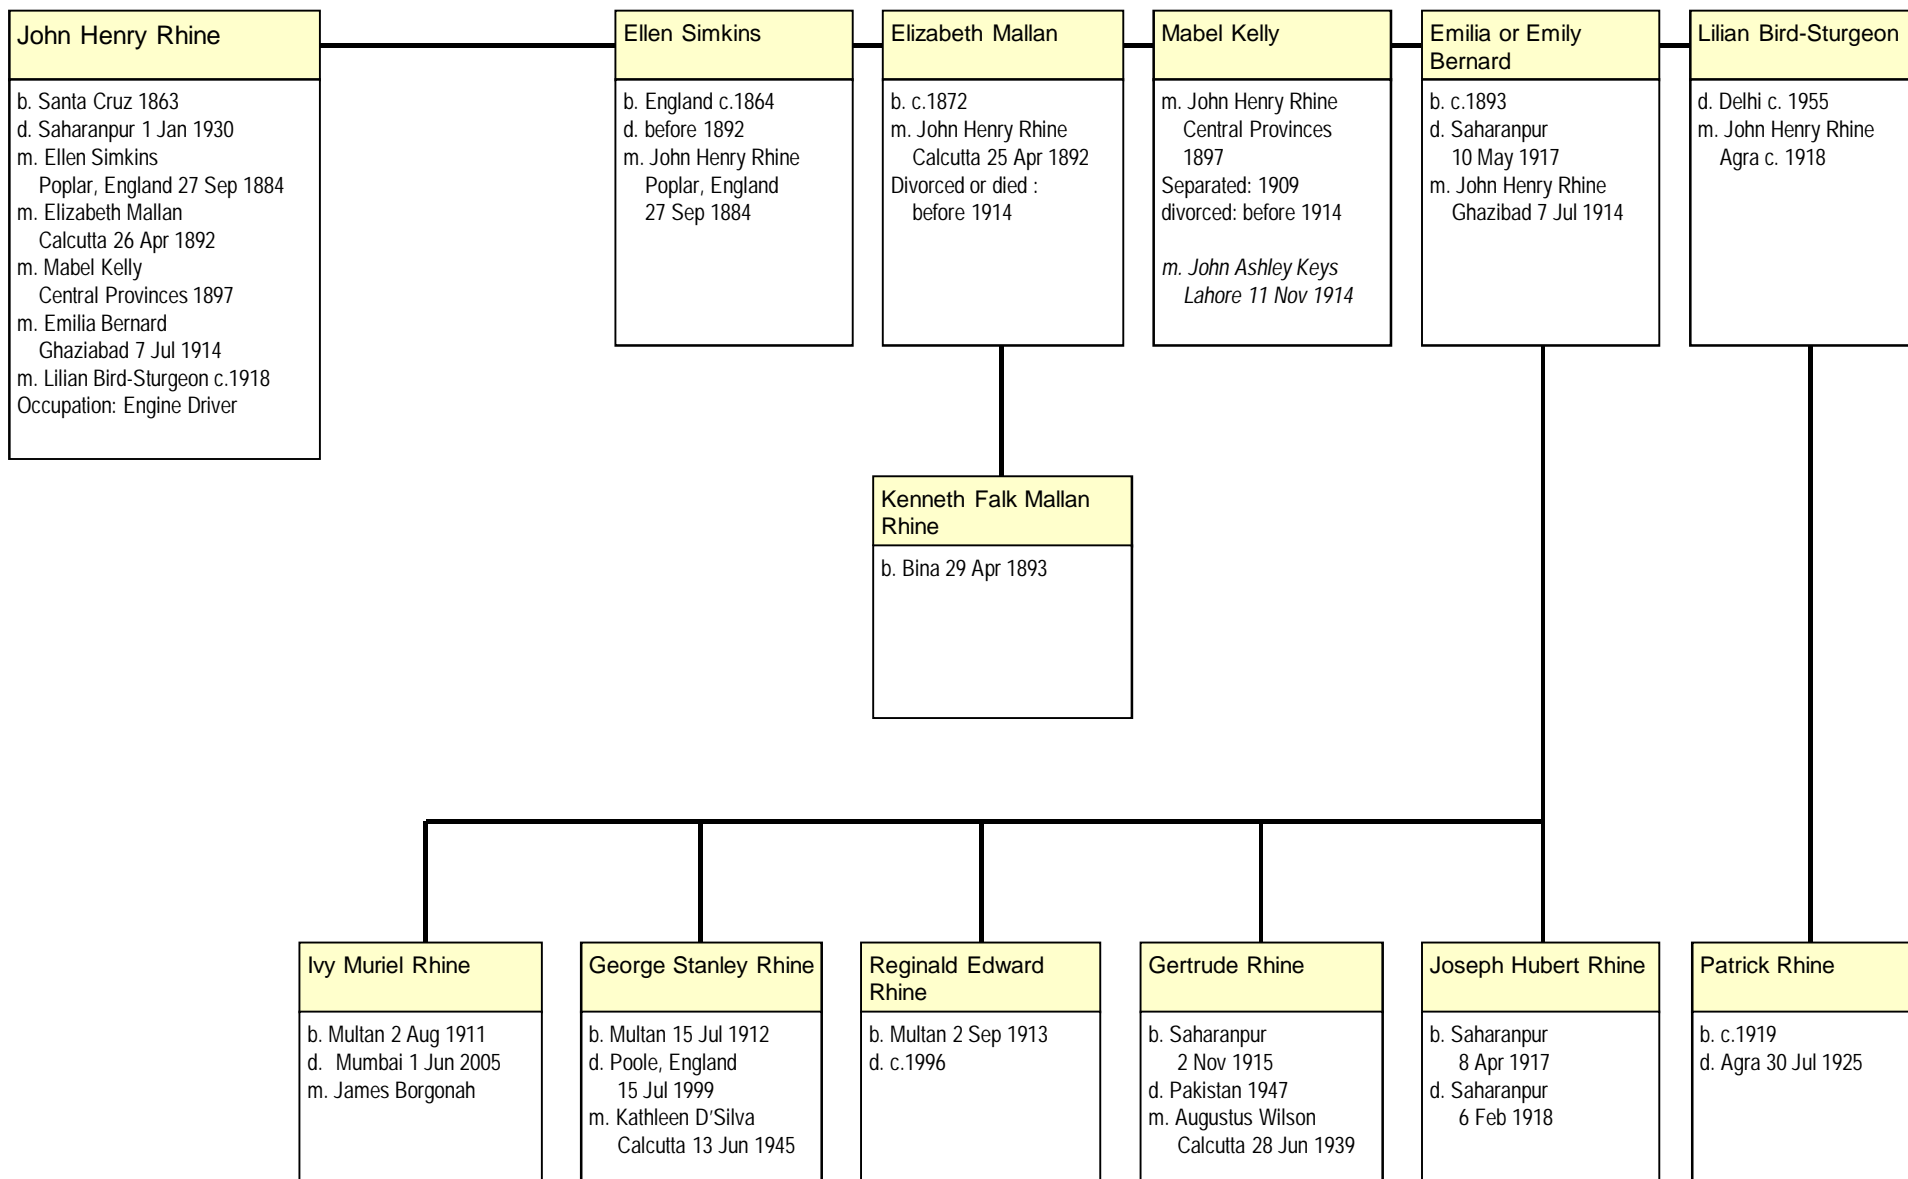 John Henry Rhine
b. Santa Cruz 1863
d. Saharanpur 1 Jan 1930
m. Ellen Simkins
Poplar, England 27 Sep 1884
m. Elizabeth Mallan
Calcutta 26 Apr 1892
m. Mabel Kelly
Central Provinces 1897
m. Emilia Bernard
Ghaziabad 7 Jul 1914
m. Lilian Bird-Sturgeon c.1918
Occupation: Engine Driver
Ellen Simkins
b. England c.1864
d. before 1892
m. John Henry Rhine
Poplar, England
27 Sep 1884
Elizabeth Mallan
b. c.1872
m. John Henry Rhine
Calcutta 25 Apr 1892
Divorced or died :
before 1914
Mabel Kelly
m. John Henry Rhine
Central Provinces
1897
Separated: 1909
divorced: before 1914
m. John Ashley Keys
Lahore 11 Nov 1914
Emilia or Emily
Bernard
b. c.1893
d. Saharanpur
10 May 1917
m. John Henry Rhine
Ghazibad 7 Jul 1914
Lilian Bird-Sturgeon
d. Delhi c. 1955
m. John Henry Rhine
Agra c. 1918
Kenneth Falk Mallan
Rhine
b. Bina 29 Apr 1893
Ivy Muriel Rhine
b. Multan 2 Aug 1911
d. Mumbai 1 Jun 2005
m. James Borgonah
George Stanley Rhine
b. Multan 15 Jul 1912
d. Poole, England
15 Jul 1999
m. Kathleen D'Silva
Calcutta 13 Jun 1945
Reginald Edward
Rhine
b. Multan 2 Sep 1913
d. c.1996
Gertrude Rhine
b. Saharanpur
2 Nov 1915
d. Pakistan 1947
m. Augustus Wilson
Calcutta 28 Jun 1939
Joseph Hubert Rhine
b. Saharanpur
8 Apr 1917
d. Saharanpur
6 Feb 1918
Patrick Rhine
b. c.1919
d. Agra 30 Jul 1925